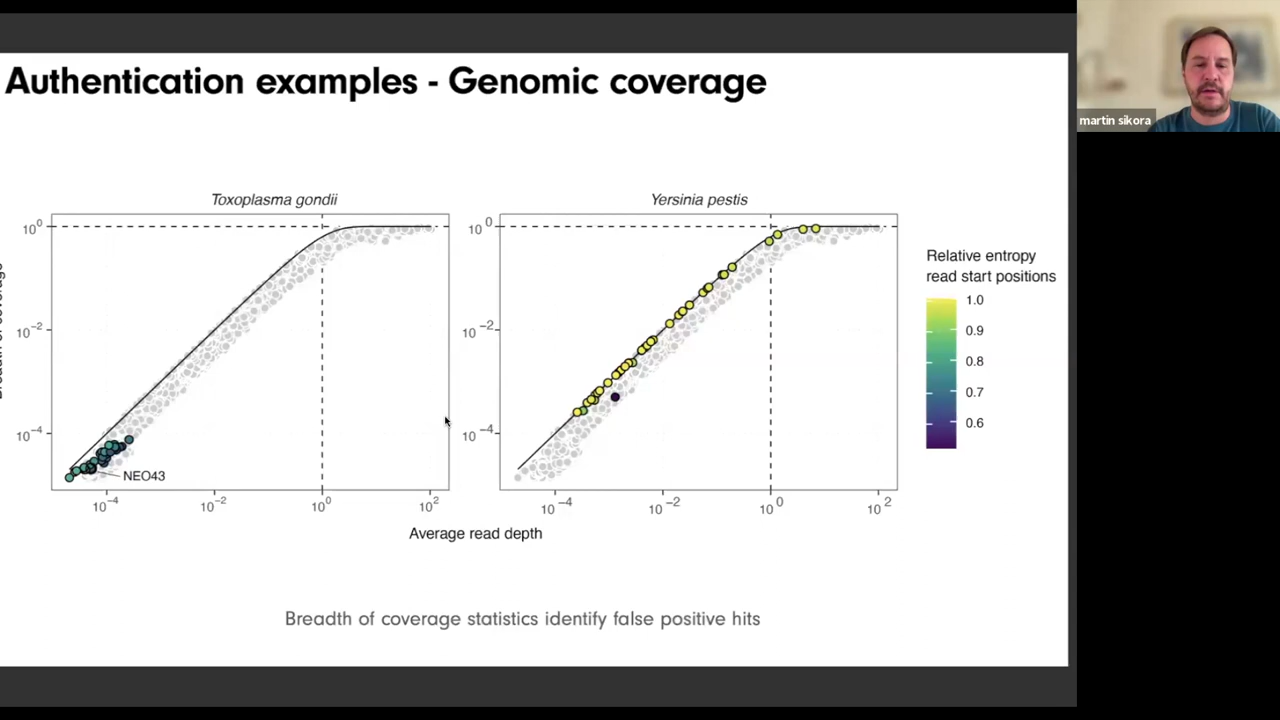 Authentication examples - Genomic coverage
martin sikora
Toxoplasma gondii
Yersinia pestis
10^0
10^-2
10^-4
NEO43
10^-4
10^-2
10^0
10^2
10^0
10^-2
10^-4
10^-4
10^-2
10^0
10^2
Average read depth
Relative entropy
read start positions
1.0
0.9
0.8
0.7
0.6
Breadth of coverage statistics identify false positive hits